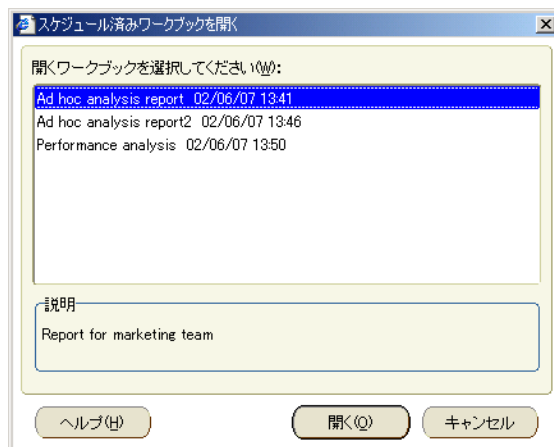 スケジュール済みワークブックを開く
開くワークブックを選択してください(W):
Ad hoc analysis report 02/06/07 13:41
Ad hoc analysis report2 02/06/07 13:46
Performance analysis 02/06/07 13:50
説明
Report for marketing team
ヘルプ(H)
開く(O)
キャンセル